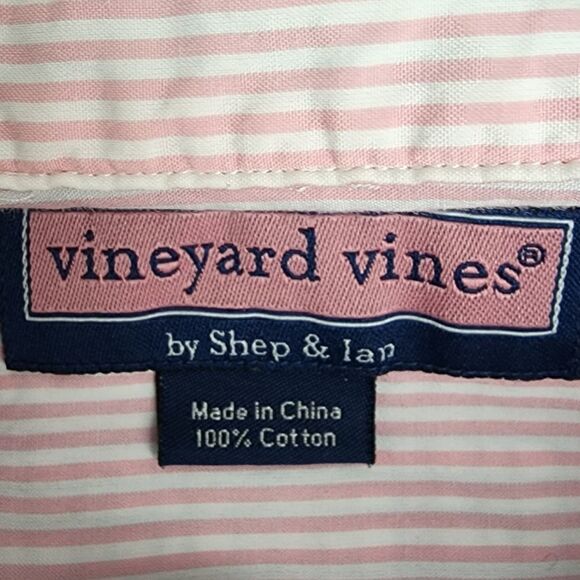 vineyard vines®
by Shep & Ian
Made in China
100% Cotton